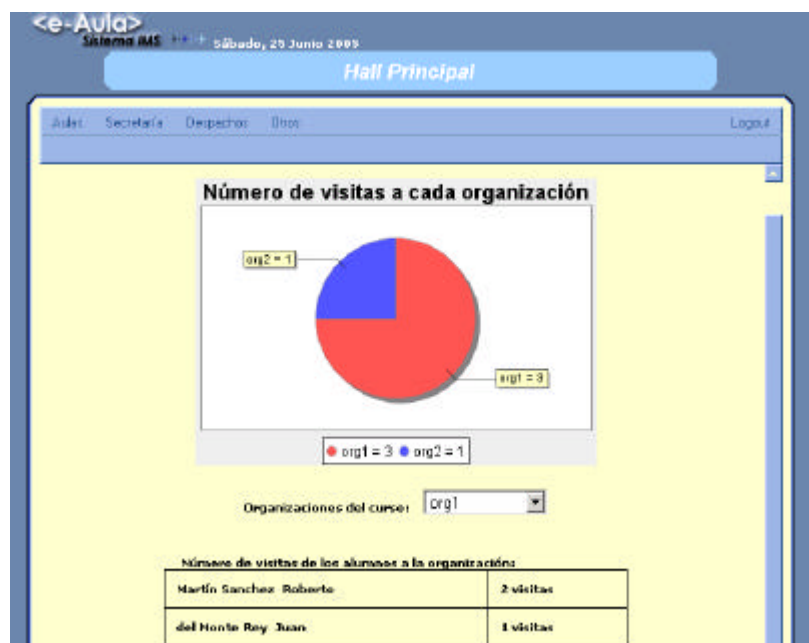 <e-Aula>
Sistema IMS Sábado, 25 Junio 2005
Hall Principal
Aulas Secretaría Despachos Otros Logout
Número de visitas a cada organización
org2 = 1
org1 = 3
org1 = 3 org2 = 1
Organizaciones del curso: org1
Número de visitas de los alumnos a la organización:
Martín Sanchez Roberto 2 visitas
del Monte Rey Juan 1 visitas